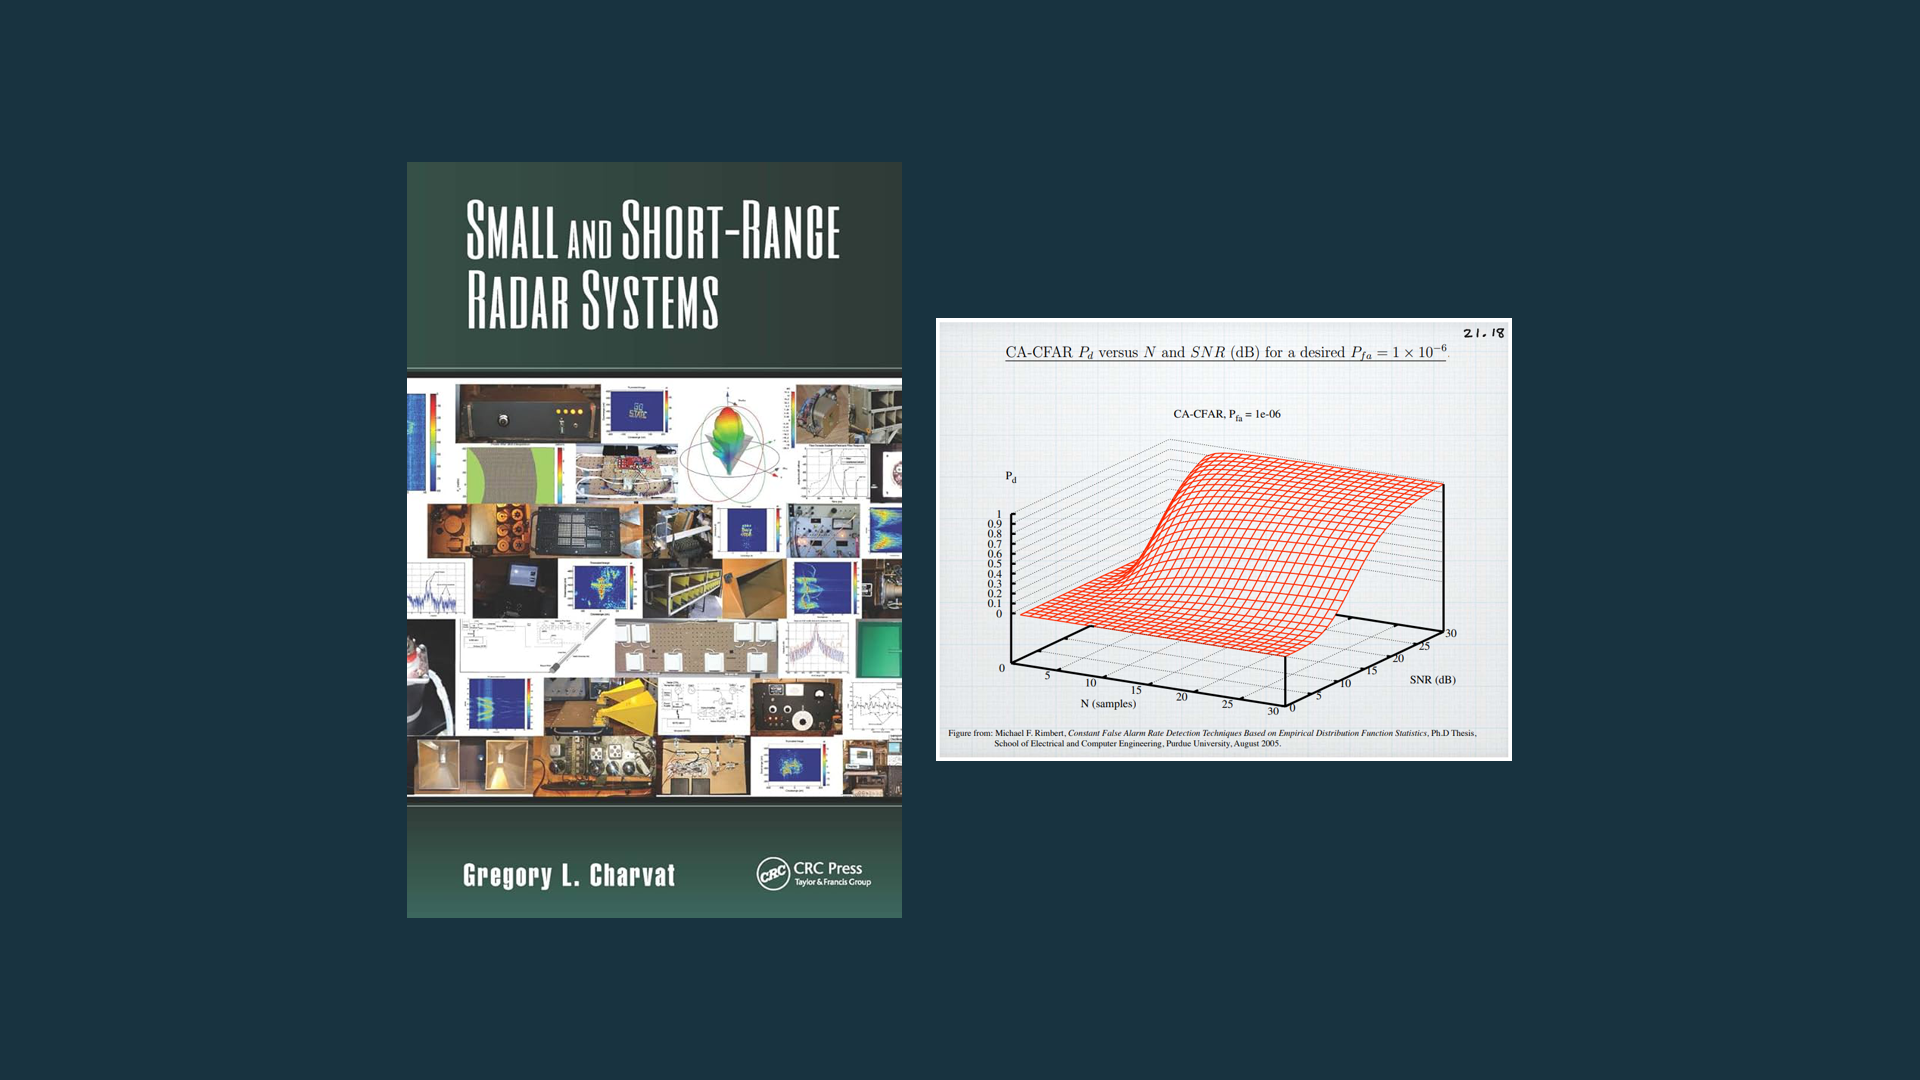 SMALL AND SHORT-RANGE
RADAR SYSTEMS
Gregory L. Charvat
CRC
CRC Press
Taylor & Francis Group
21.18
CA-CFAR P_d versus N and SNR (dB) for a desired P_fa = 1 × 10^−6.
CA-CFAR, P_fa = 1e-06
P_d
1
0.9
0.8
0.7
0.6
0.5
0.4
0.3
0.2
0.1
0
0
5
10
15
20
25
30
N (samples)
0
5
10
15
20
25
30
SNR (dB)
Figure from: Michael F. Rimbert, Constant False Alarm Rate Detection Techniques Based on Empirical Distribution Function Statistics, Ph.D Thesis,
School of Electrical and Computer Engineering, Purdue University, August 2005.